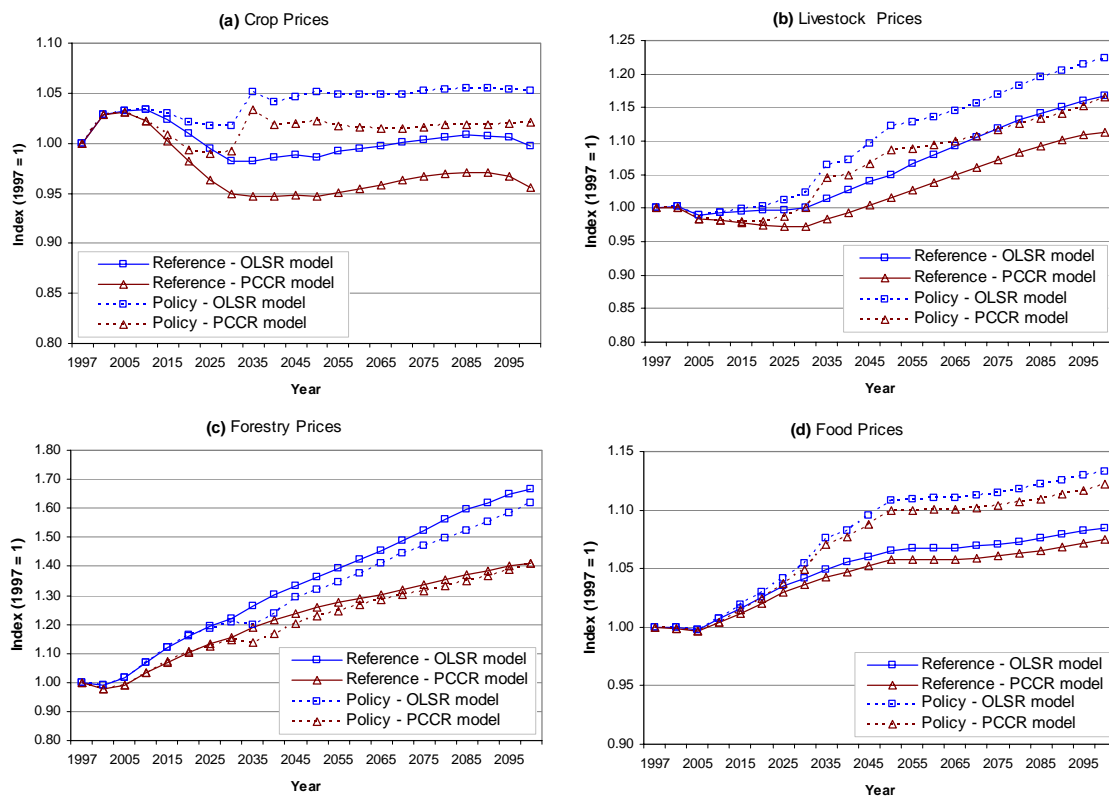 (a) Crop Prices
Index (1997 = 1)
1.10
1.05
1.00
0.95
0.90
0.85
0.80
Reference - OLSR model
Reference - PCCR model
Policy - OLSR model
Policy - PCCR model
1997 2005 2015 2025 2035 2045 2055 2065 2075 2085 2095
Year
(b) Livestock Prices
Index (1997 = 1)
1.25
1.20
1.15
1.10
1.05
1.00
0.95
0.90
0.85
0.80
Reference - OLSR model
Reference - PCCR model
Policy - OLSR model
Policy - PCCR model
1997 2005 2015 2025 2035 2045 2055 2065 2075 2085 2095
Year
(c) Forestry Prices
Index (1997 = 1)
1.80
1.70
1.60
1.50
1.40
1.30
1.20
1.10
1.00
0.90
0.80
Reference - OLSR model
Reference - PCCR model
Policy - OLSR model
Policy - PCCR model
1997 2005 2015 2025 2035 2045 2055 2065 2075 2085 2095
Year
(d) Food Prices
Index (1997 = 1)
1.15
1.10
1.05
1.00
0.95
0.90
Reference - OLSR model
Reference - PCCR model
Policy - OLSR model
Policy - PCCR model
1997 2005 2015 2025 2035 2045 2055 2065 2075 2085 2095
Year